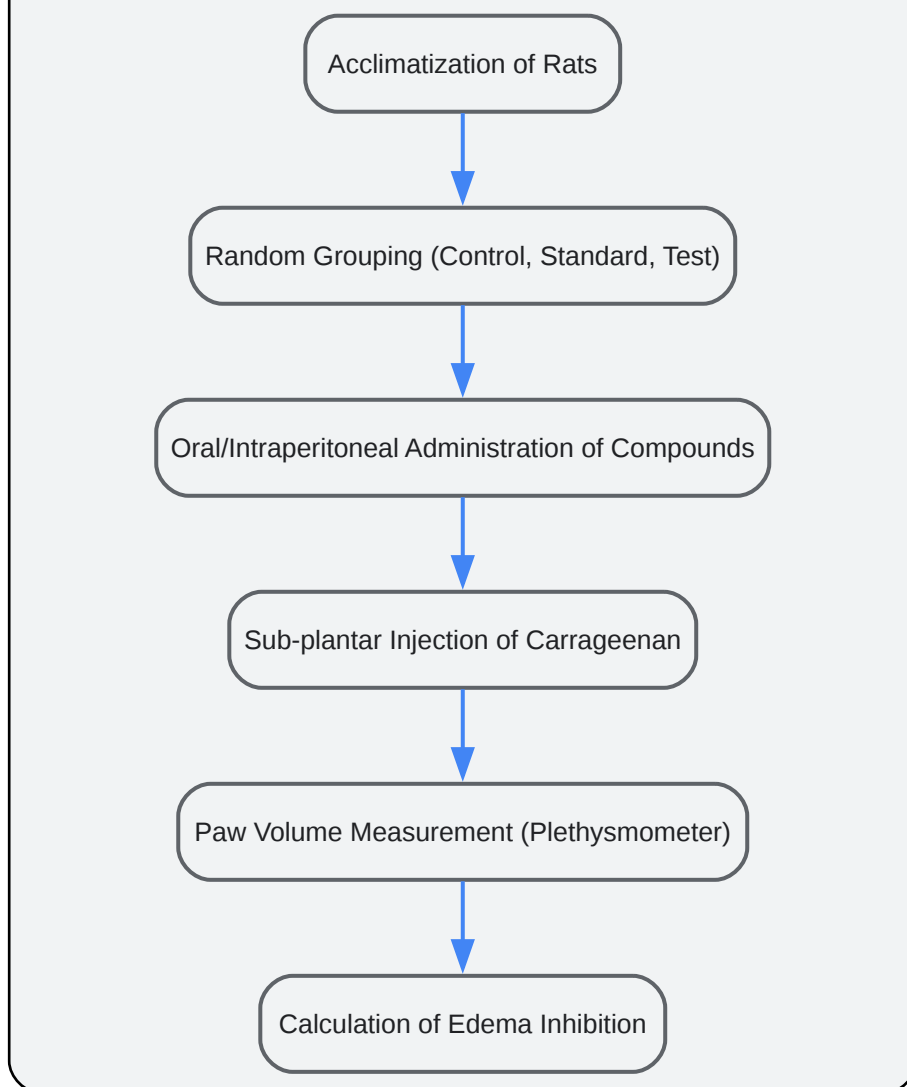 Acclimatization of Rats
Random Grouping (Control, Standard, Test)
Oral/Intraperitoneal Administration of Compounds
Sub-plantar Injection of Carrageenan
Paw Volume Measurement (Plethysmometer)
Calculation of Edema Inhibition